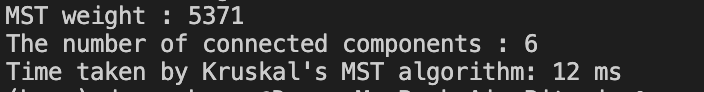 MST weight : 5371
The number of connected components : 6
Time taken by Kruskal's MST algorithm: 12 ms